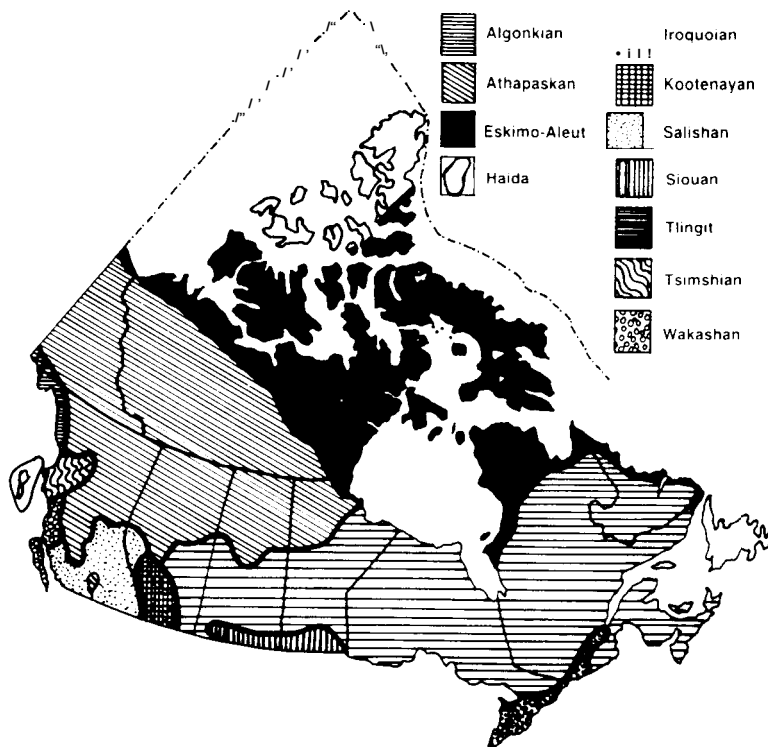 Algonkian
Athapaskan
Eskimo-Aleut
Haida
Iroquoian
Kootenayan
Salishan
Siouan
Tlingit
Tsimshian
Wakashan